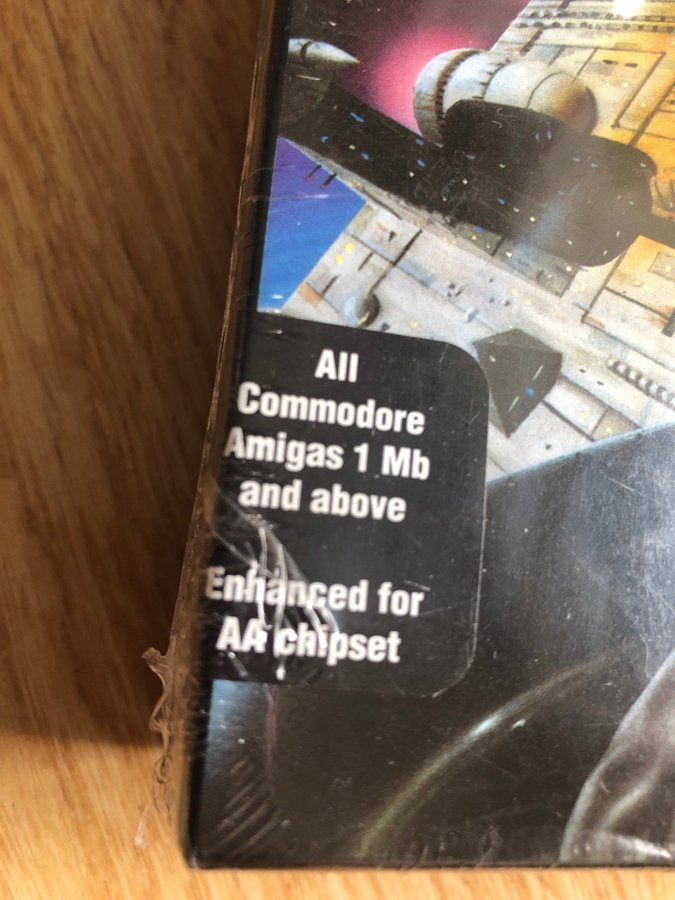 All
Commodore
Amigas 1 Mb
and above
Enhanced for
AA chipset